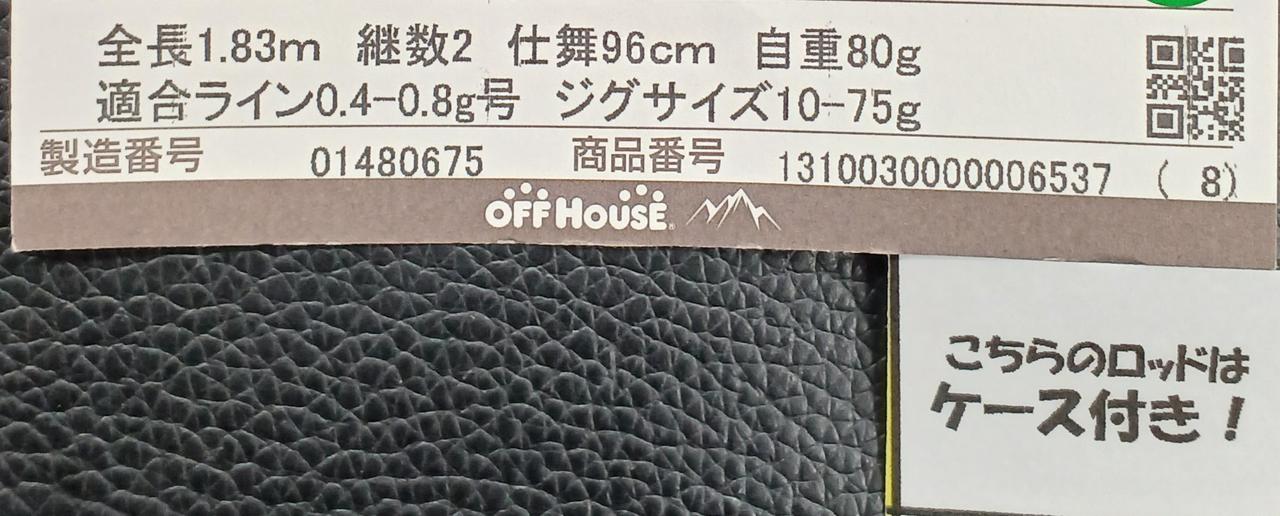 全長1.83m 継数2 仕舞96cm 自重80g
適合ライン0.4-0.8g号 ジグサイズ10-75g
製造番号 01480675 商品番号 1310030000006537 ( 8)
OFF HOUSE®
こちらのロッドは
ケース付き!